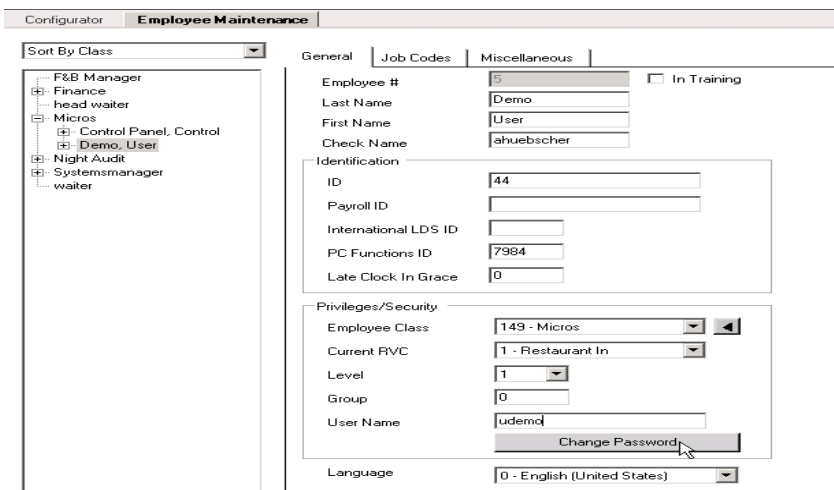 Configurator Employee Maintenance
Sort By Class
F&B Manager
Finance
head waiter
Micros
Control Panel, Control
Demo, User
Night Audit
Systemsmanager
waiter
General Job Codes Miscellaneous
Employee # 5 In Training
Last Name Demo
First Name User
Check Name ahuebscher
Identification
ID 44
Payroll ID
International LDS ID
PC Functions ID 7984
Late Clock In Grace 0
Privileges/Security
Employee Class 149 - Micros
Current RVC 1 - Restaurant In
Level 1
Group 0
User Name udemo
Change Password
Language 0 - English (United States)